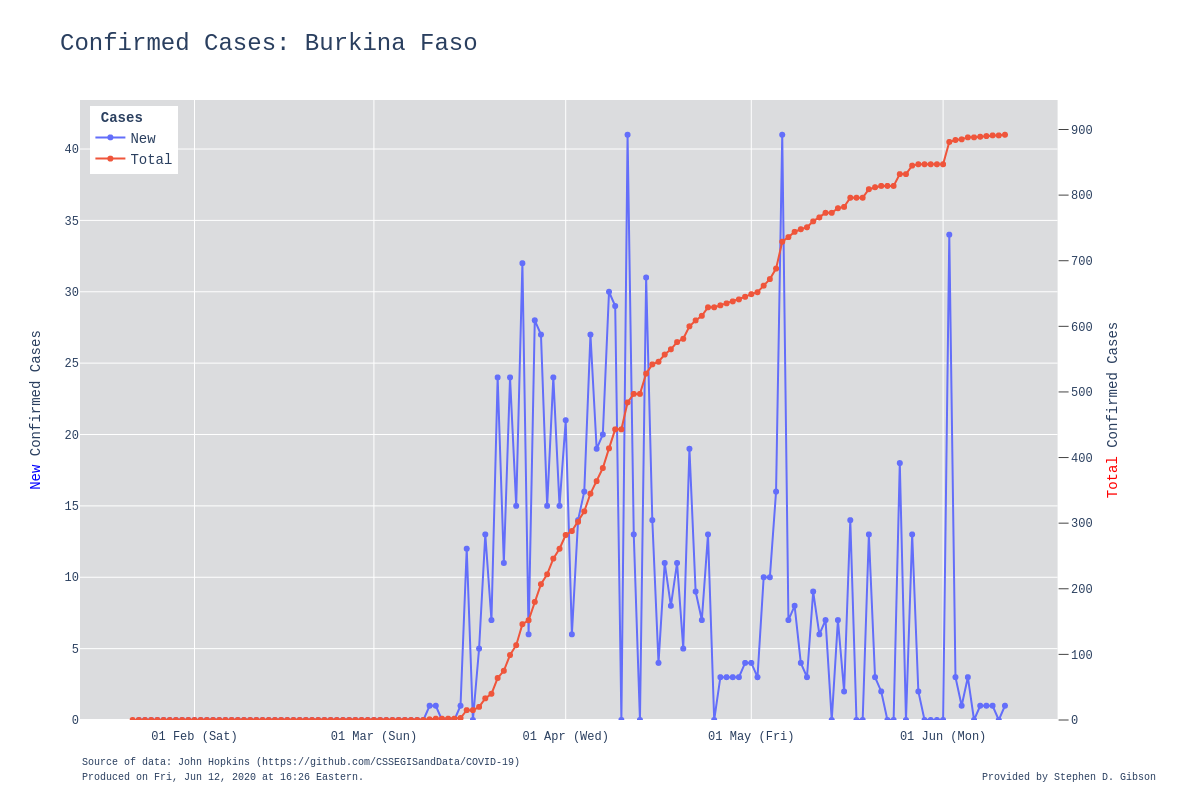 Confirmed Cases: Burkina Faso
Cases
New
Total
40
35
30
25
20
15
10
5
0
900
800
700
600
500
400
300
200
100
0
New Confirmed Cases
Total Confirmed Cases
01 Feb (Sat)
01 Mar (Sun)
01 Apr (Wed)
01 May (Fri)
01 Jun (Mon)
Source of data: John Hopkins (https://github.com/CSSEGISandData/COVID-19)
Produced on Fri, Jun 12, 2020 at 16:26 Eastern.
Provided by Stephen D. Gibson